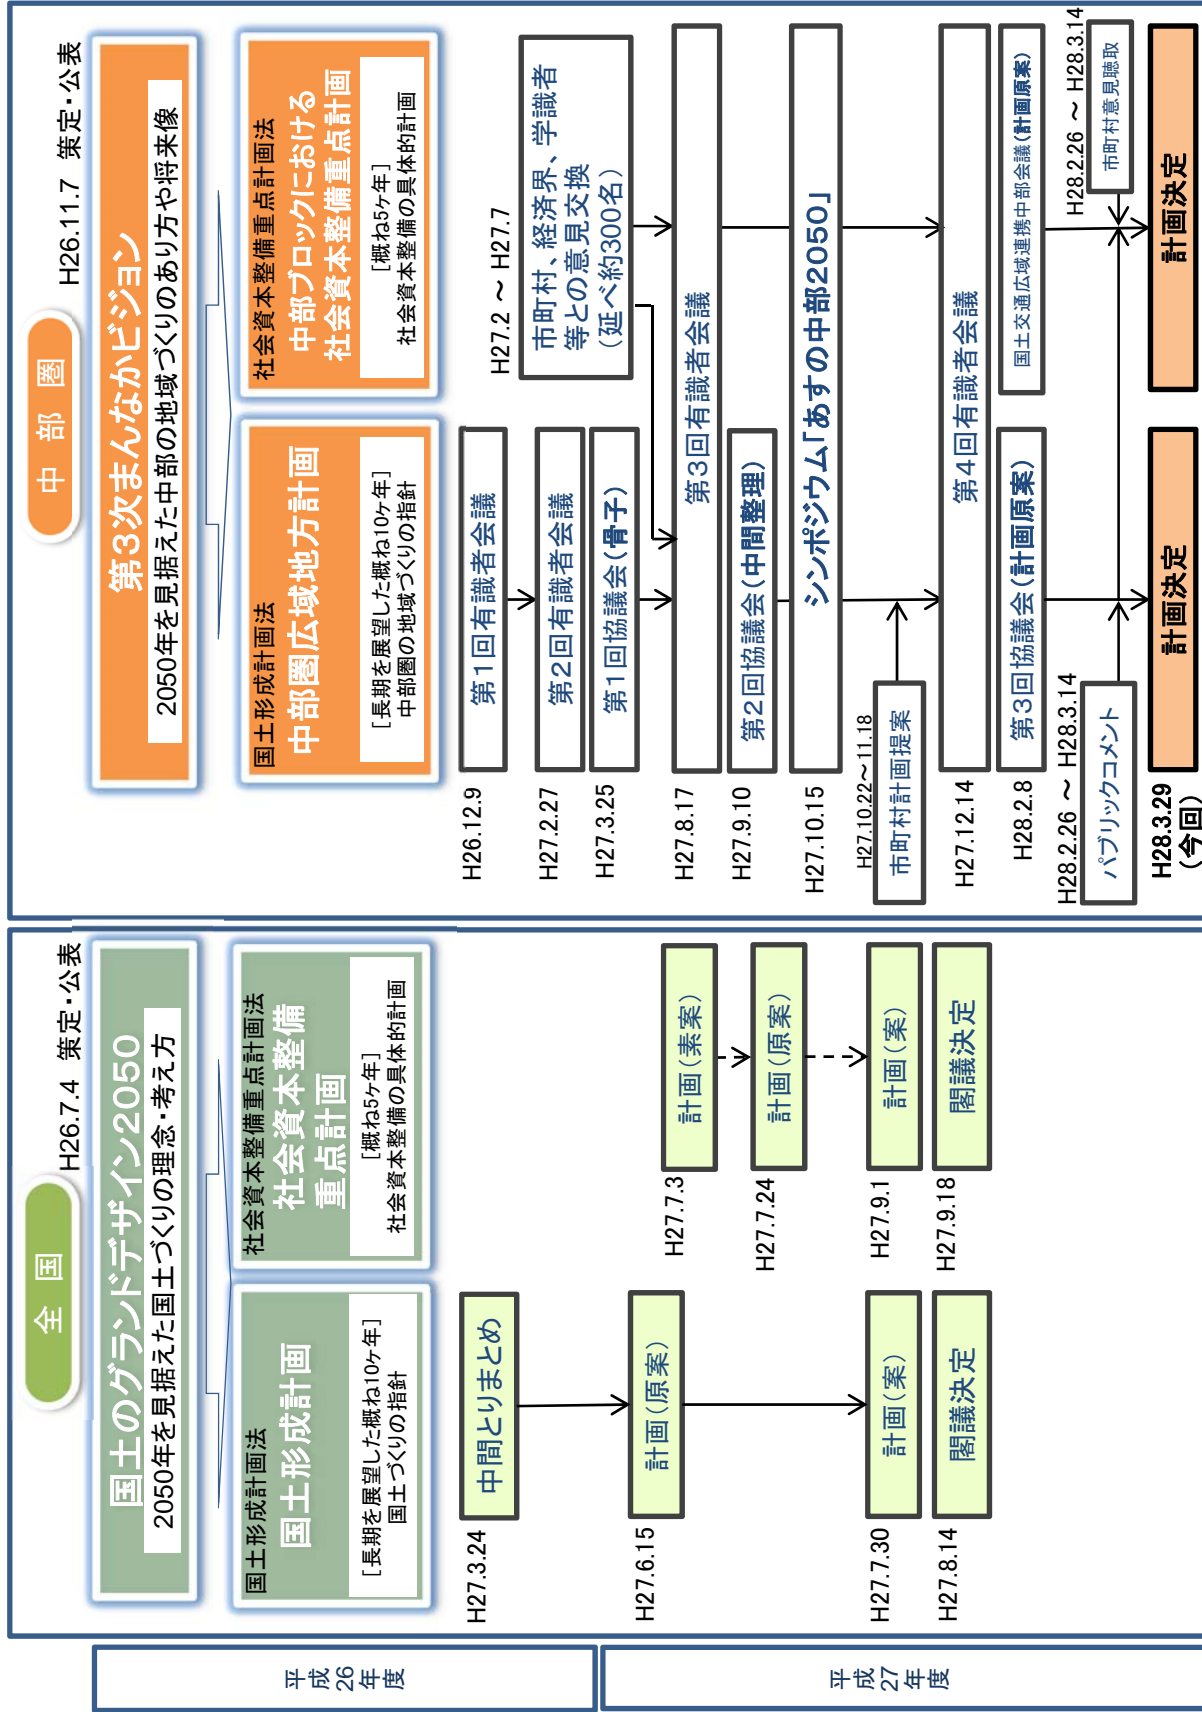 平成
26
年度
平成
27
年度
全 国
国土のグランドデザイン2050
2050年を見据えた国土づくりの理念・考え方
H26.7.4 策定・公表
国土形成計画法
国土形成計画
[長期を展望した概ね10ケ年]
国土づくりの指針
社会資本整備重点計画法
社会資本整備
重点計画
[概ね5ケ年]
社会資本整備の具体的計画
H27.3.24
中間とりまとめ
H27.6.15
計画(原案)
H27.7.30
計画(案)
H27.8.14
閣議決定
H27.7.3
計画(素案)
H27.7.24
計画(原案)
H27.9.1
計画(案)
H27.9.18
閣議決定
中 部 圏
第3次まんなかビジョン
2050年を見据えた中部の地域づくりのあり方や将来像
H26.11.7 策定・公表
国土形成計画法
中部圏広域地方計画
[長期を展望した概ね10ケ年]
中部圏の地域づくりの指針
社会資本整備重点計画法
中部ブロックにおける
社会資本整備重点計画
[概ね5ケ年]
社会資本整備の具体的計画
H26.12.9
第1回有識者会議
H27.2.27
第2回有識者会議
H27.3.25
第1回協議会(骨子)
H27.2 ～ H27.7
市町村、経済界、学識者
等との意見交換
(延べ約300名)
H27.8.17
第3回有識者会議
H27.9.10
第2回協議会(中間整理)
H27.10.15
シンポジウム「あすの中部2050」
H27.10.22～11.18
市町村計画提案
H27.12.14
第4回有識者会議
H28.2.8
第3回協議会(計画原案)
国土交通広域連携中部会議(計画原案)
H28.2.26 ～ H28.3.14
パブリックコメント
H28.2.26 ～ H28.3.14
市町村意見聴取
H28.3.29
(今回)
計画決定
計画決定